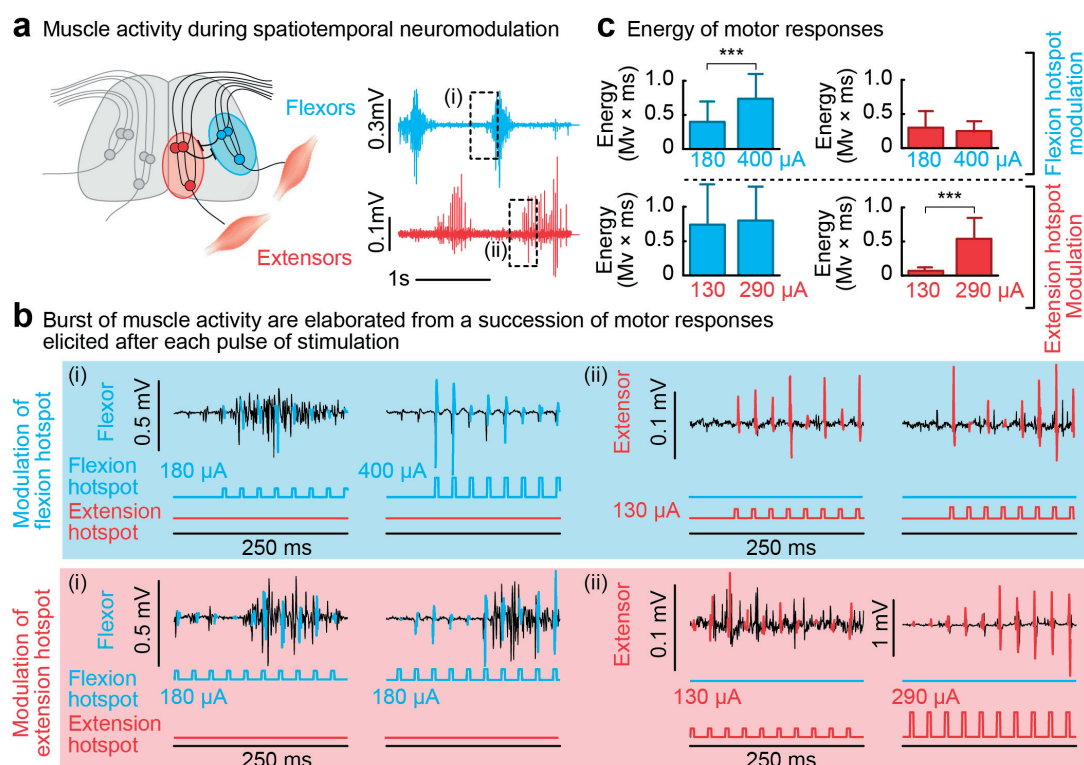 a Muscle activity during spatiotemporal neuromodulation
Flexors
Extensors
0.3mV
(i)
0.1mV
(ii)
1s
c Energy of motor responses
Energy
(Mv × ms)
1.0
0.5
0
***
180 400 µA
Energy
(Mv × ms)
1.0
0.5
0
180 400 µA
Flexion hotspot
modulation
Energy
(Mv × ms)
1.0
0.5
0
130 290 µA
Energy
(Mv × ms)
1.0
0.5
0
***
130 290 µA
Extension hotspot
Modulation
b Burst of muscle activity are elaborated from a succession of motor responses
elicited after each pulse of stimulation
Modulation of
flexion hotspot
(i)
Flexor
0.5 mV
Flexion
hotspot
180 µA
400 µA
Extension
hotspot
250 ms
(ii)
Extensor
0.1 mV
130 µA
250 ms
Modulation of
extension hotspot
(i)
Flexor
0.5 mV
Flexion
hotspot
180 µA
180 µA
Extension
hotspot
250 ms
(ii)
Extensor
0.1 mV
1 mV
130 µA
290 µA
250 ms